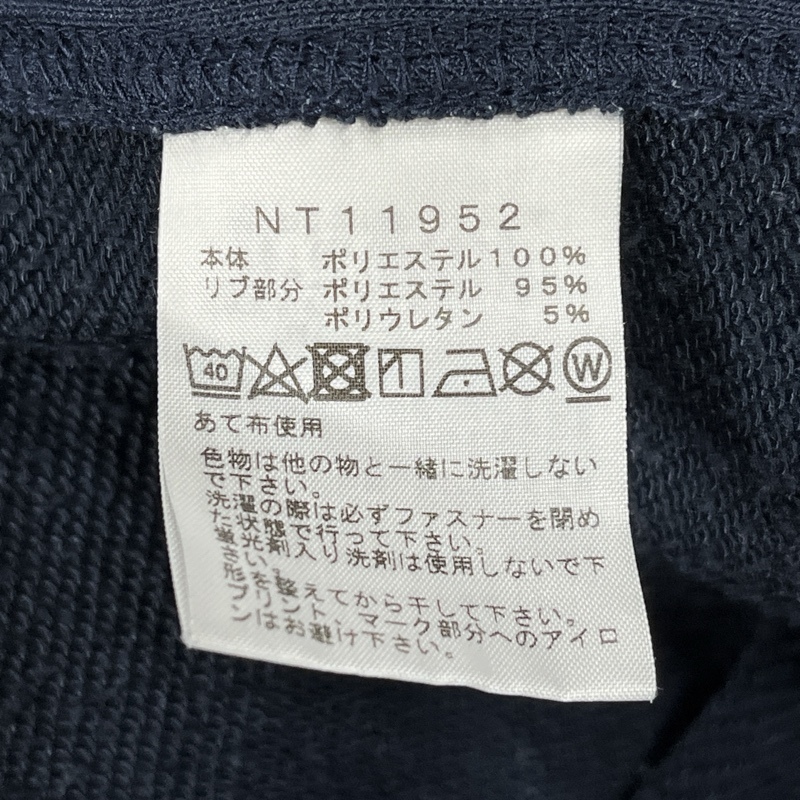 NT11952
本体 ポリエステル100%
リブ部分 ポリエステル 95%
ポリウレタン 5%
40 W
あて布使用
色物は他の物と一緒に洗濯しない
で下さい。
洗濯の際は必ずファスナーを閉め
た状態で行って下さい。
蛍光剤入り洗剤は使用しないで下
さい。
形を整えてから干して下さい。
プリント、マーク部分へのアイロ
ンはお避け下さい。